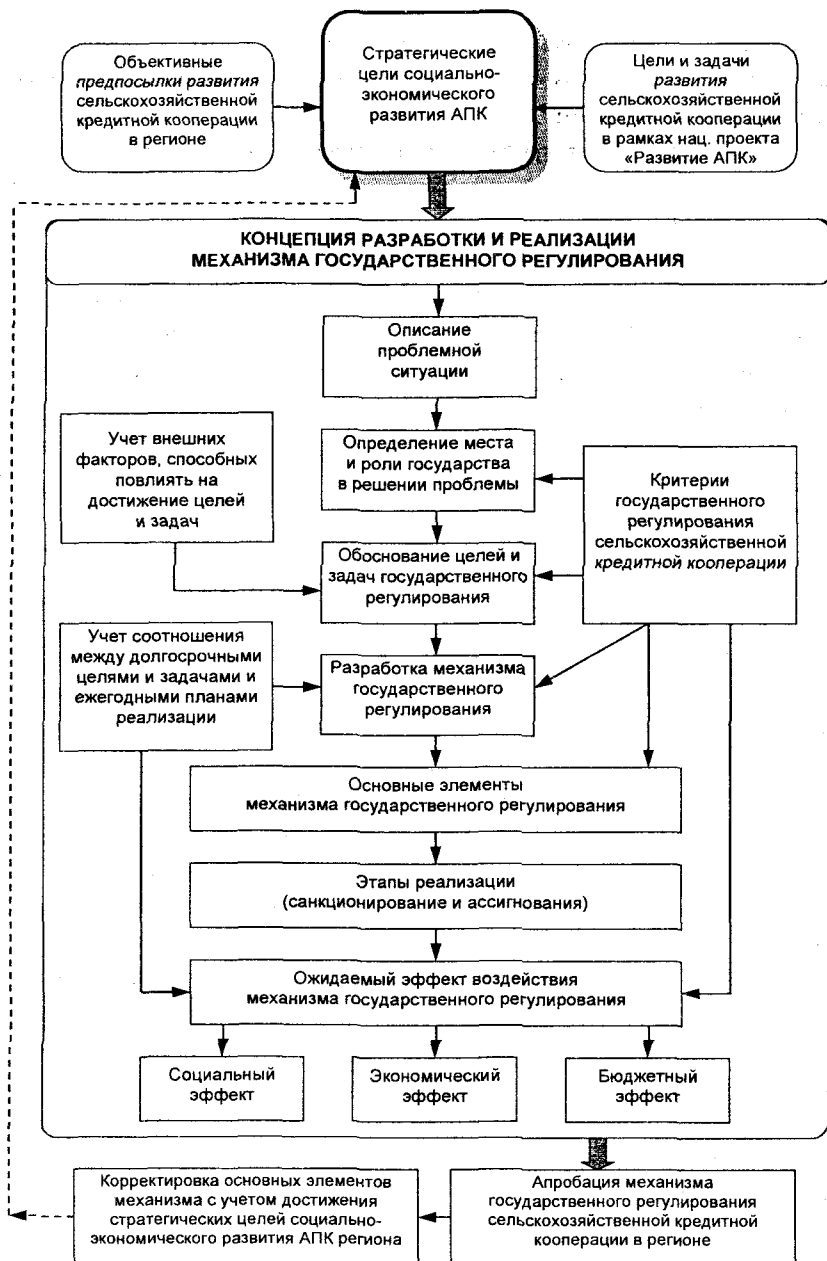 Объективные
предпосылки развития
сельскохозяйственной
кредитной кооперации
в регионе
Стратегические
цели социально-
экономического
развития АПК
Цели и задачи
развития
сельскохозяйственной
кредитной кооперации
в рамках нац. проекта
«Развитие АПК»
КОНЦЕПЦИЯ РАЗРАБОТКИ И РЕАЛИЗАЦИИ
МЕХАНИЗМА ГОСУДАРСТВЕННОГО РЕГУЛИРОВАНИЯ
Описание
проблемной
ситуации
Учет внешних
факторов, способных
повлиять на
достижение целей
и задач
Определение места
и роли государства
в решении проблемы
Критерии
государственного
регулирования
сельскохозяйственной
кредитной кооперации
Обоснование целей и
задач государственного
регулирования
Учет соотношения
между долгосрочными
целями и задачами и
ежегодными планами
реализации
Разработка механизма
государственного
регулирования
Основные элементы
механизма государственного регулирования
Этапы реализации
(санкционирование и ассигнования)
Ожидаемый эффект воздействия
механизма государственного регулирования
Социальный
эффект
Экономический
эффект
Бюджетный
эффект
Корректировка основных элементов
механизма с учетом достижения
стратегических целей социально-
экономического развития АПК региона
Апробация механизма
государственного регулирования
сельскохозяйственной кредитной
кооперации в регионе